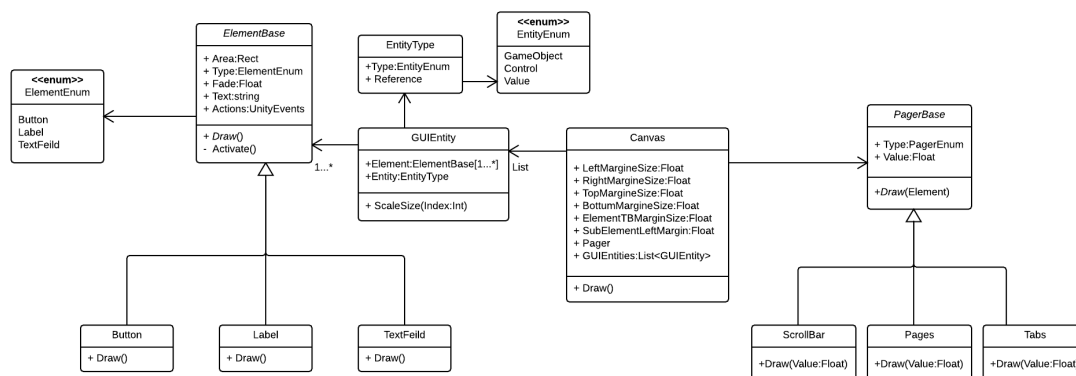 <<enum>>
ElementEnum
Button
Label
TextFeild
ElementBase
+ Area:Rect
+ Type:ElementEnum
+ Fade:Float
+ Text:string
+ Actions:UnityEvents
+ Draw()
- Activate()
EntityType
+Type:EntityEnum
+ Reference
<<enum>>
EntityEnum
GameObject
Control
Value
1...*
GUIEntity
+Element:ElementBase[1...*]
+Entity:EntityType
+ ScaleSize(Index:Int)
List
Canvas
+ LeftMargineSize:Float
+ RightMargineSize:Float
+ TopMargineSize:Float
+ BottumMargineSize:Float
+ ElementTBMarginSize:Float
+ SubElementLeftMargin:Float
+ Pager
+ GUIEntities:List<GUIEntity>
+ Draw()
PagerBase
+ Type:PagerEnum
+ Value:Float
+Draw(Element)
Button
+ Draw()
Label
+ Draw()
TextFeild
+ Draw()
ScrollBar
+Draw(Value:Float)
Pages
+Draw(Value:Float)
Tabs
+Draw(Value:Float)